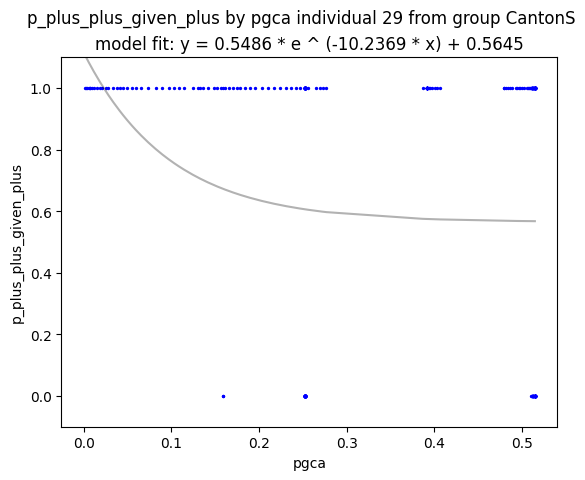 p_plus_plus_given_plus by pgca individual 29 from group CantonS
model fit: y = 0.5486 * e ^ (-10.2369 * x) + 0.5645
p_plus_plus_given_plus
1.0
0.8
0.6
0.4
0.2
0.0
0.0 0.1 0.2 0.3 0.4 0.5
pgca